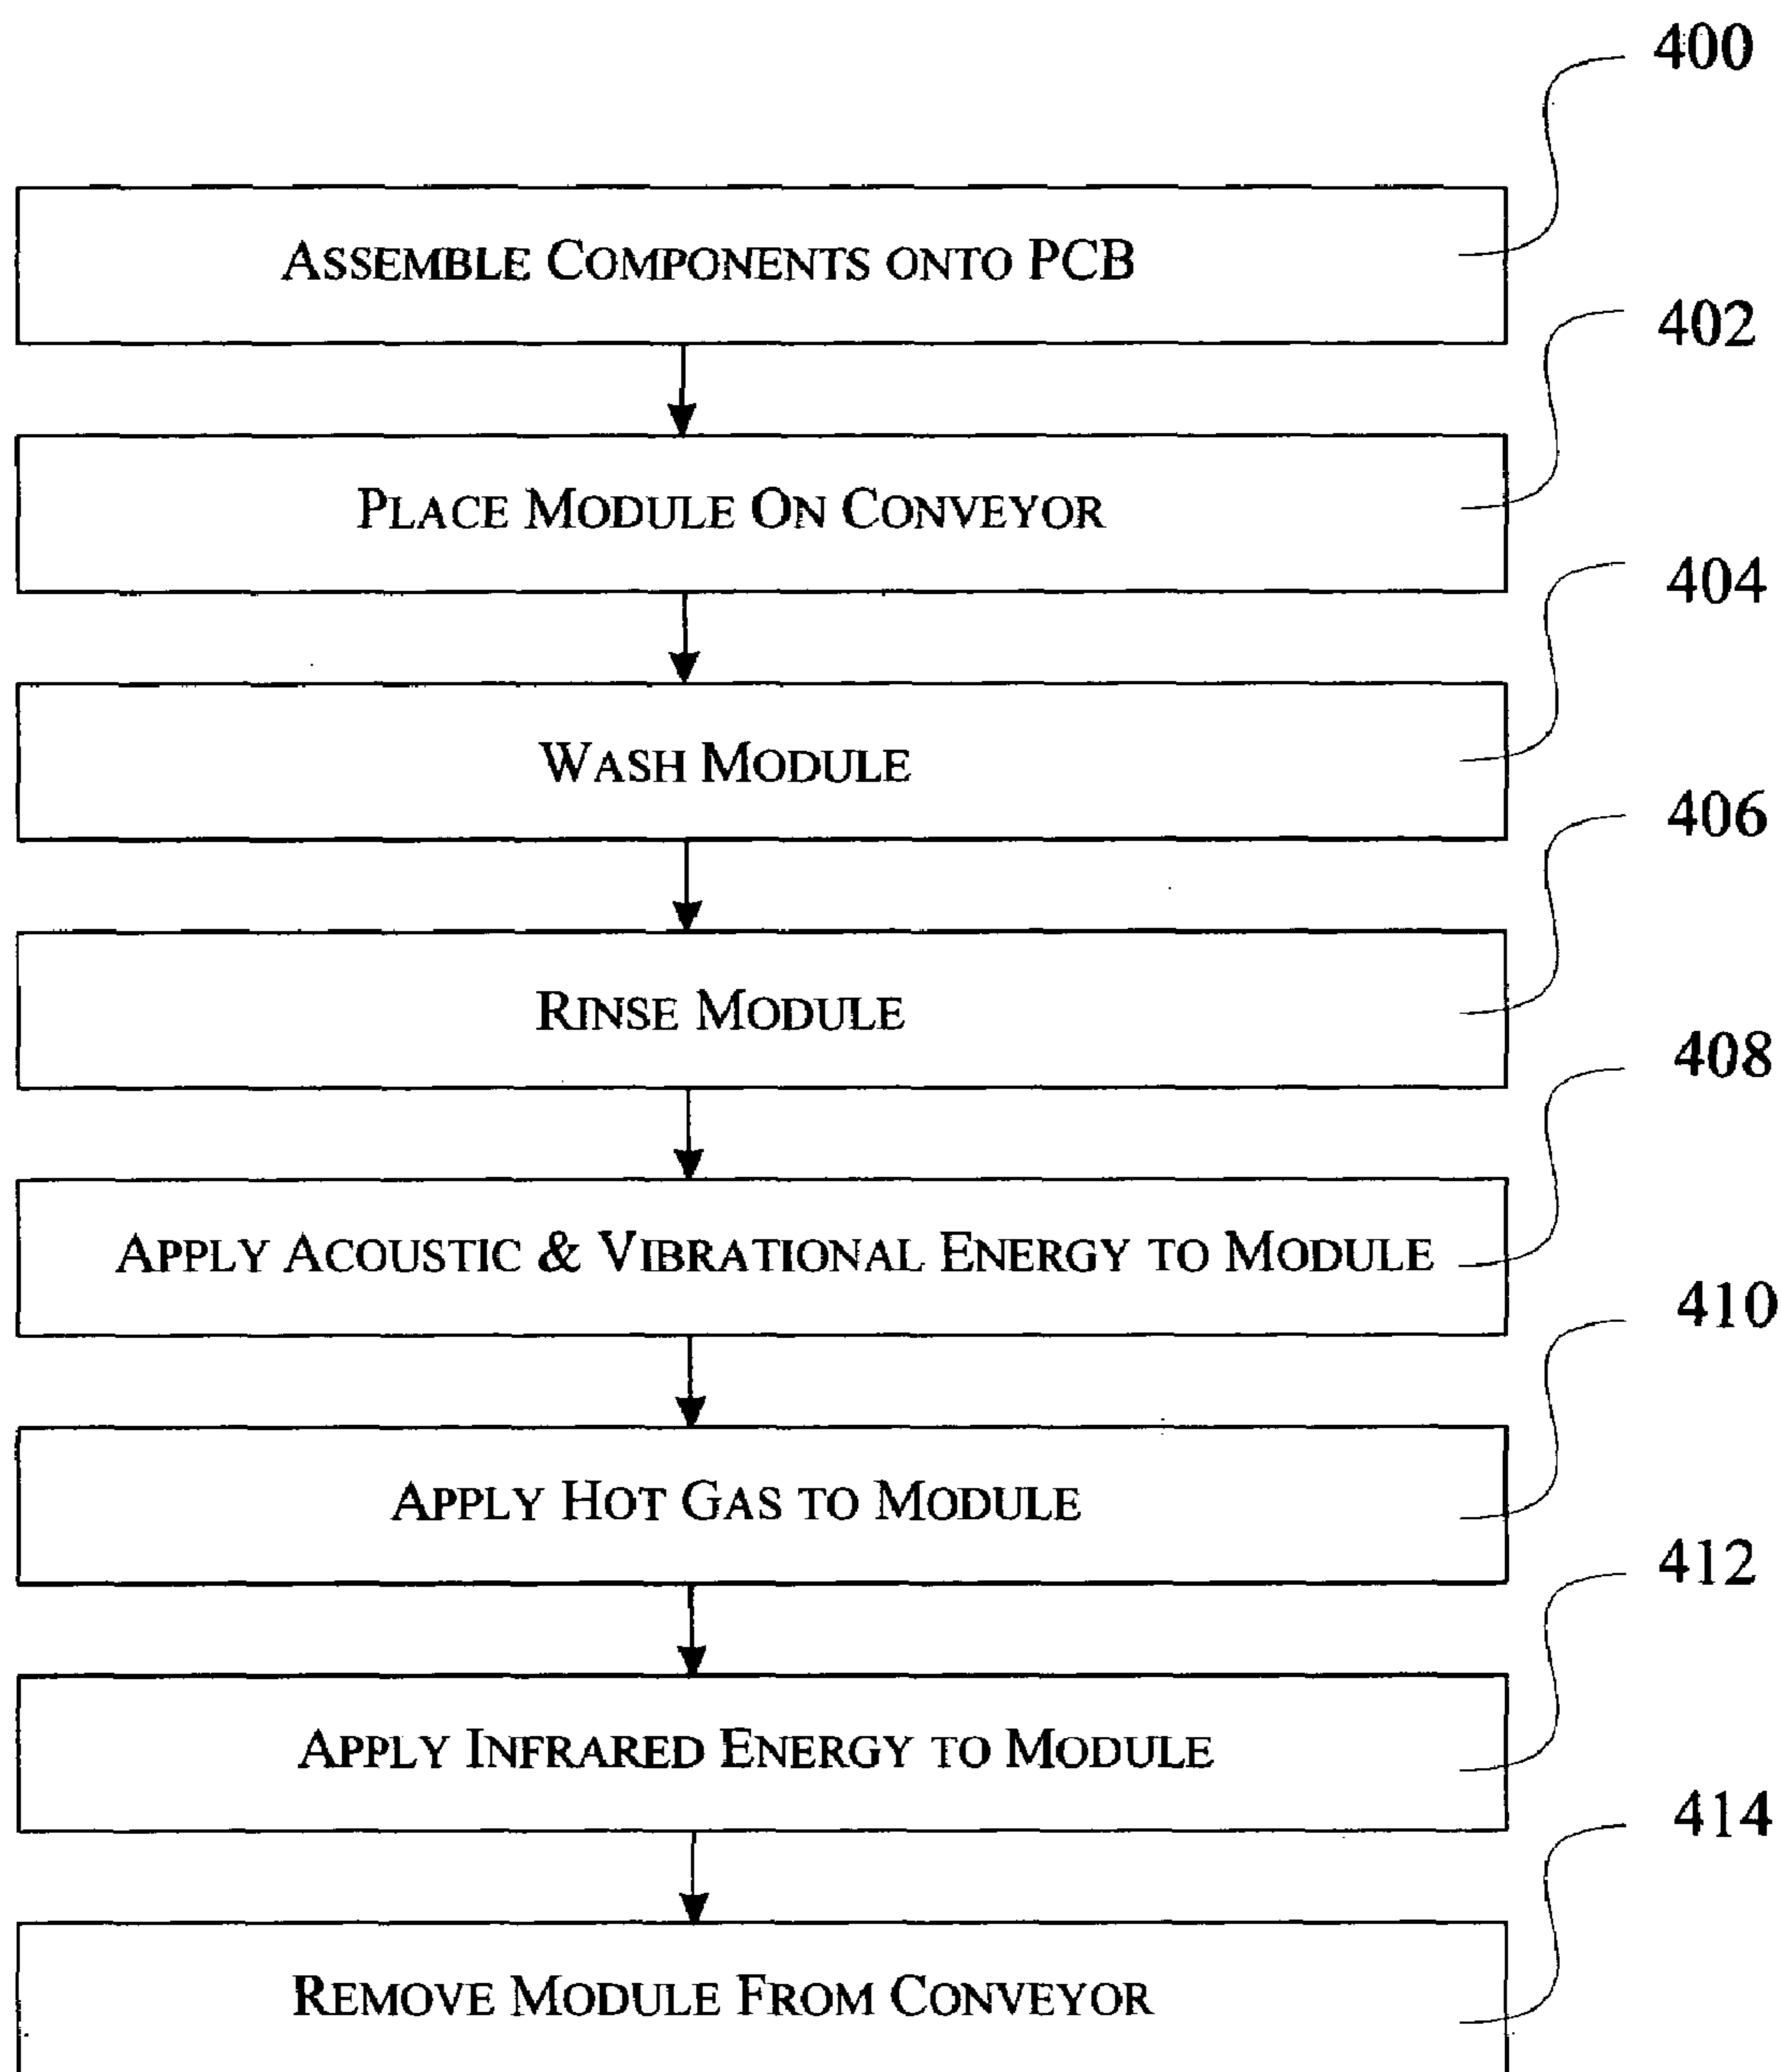 400
ASSEMBLE COMPONENTS ONTO PCB
402
PLACE MODULE ON CONVEYOR
404
WASH MODULE
406
RINSE MODULE
408
APPLY ACOUSTIC & VIBRATIONAL ENERGY TO MODULE
410
APPLY HOT GAS TO MODULE
412
APPLY INFRARED ENERGY TO MODULE
414
REMOVE MODULE FROM CONVEYOR